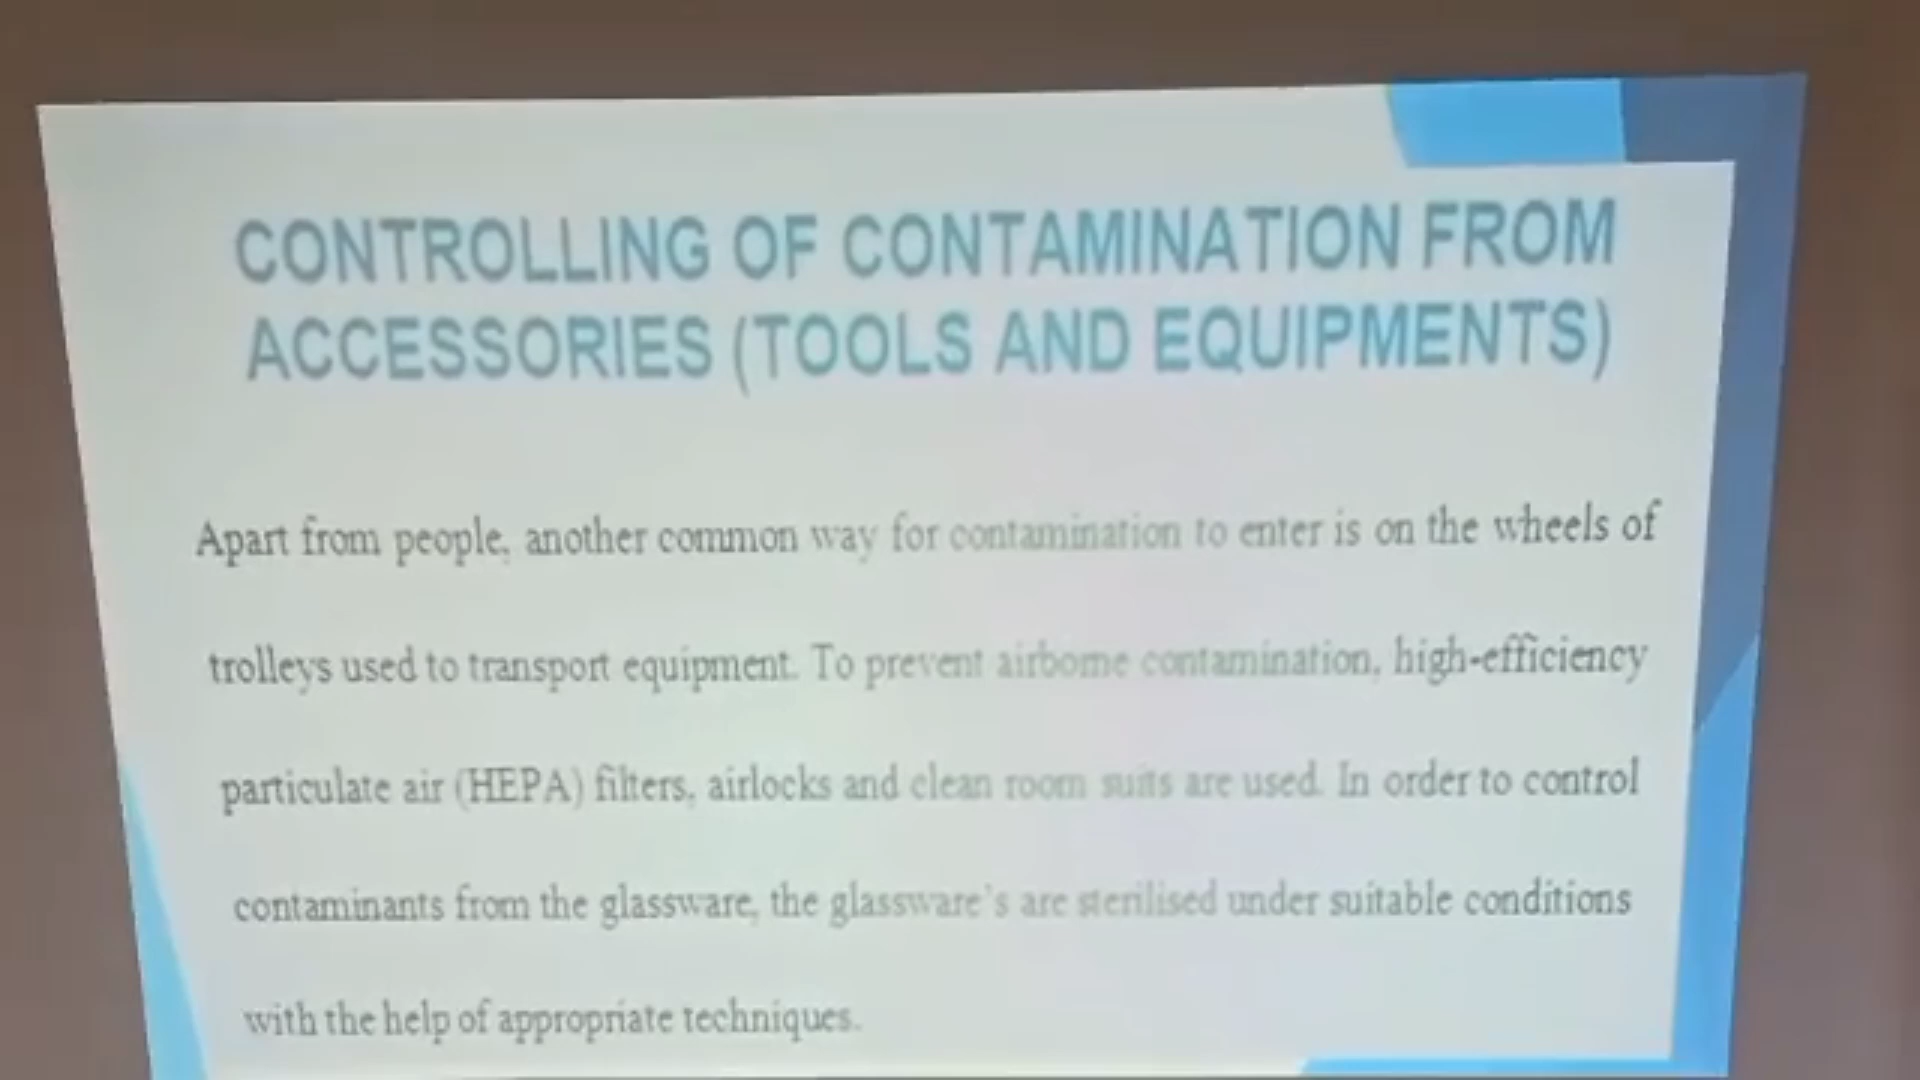 CONTROLLING OF CONTAMINATION FROM
ACCESSORIES (TOOLS AND EQUIPMENTS)
Apart from people, another common way for contamination to enter is on the wheels of
trolleys used to transport equipment. To prevent airborne contamination, high-efficiency
particulate air (HEPA) filters, airlocks and clean room suits are used. In order to control
contaminants from the glassware, the glassware's are sterilised under suitable conditions
with the help of appropriate techniques.